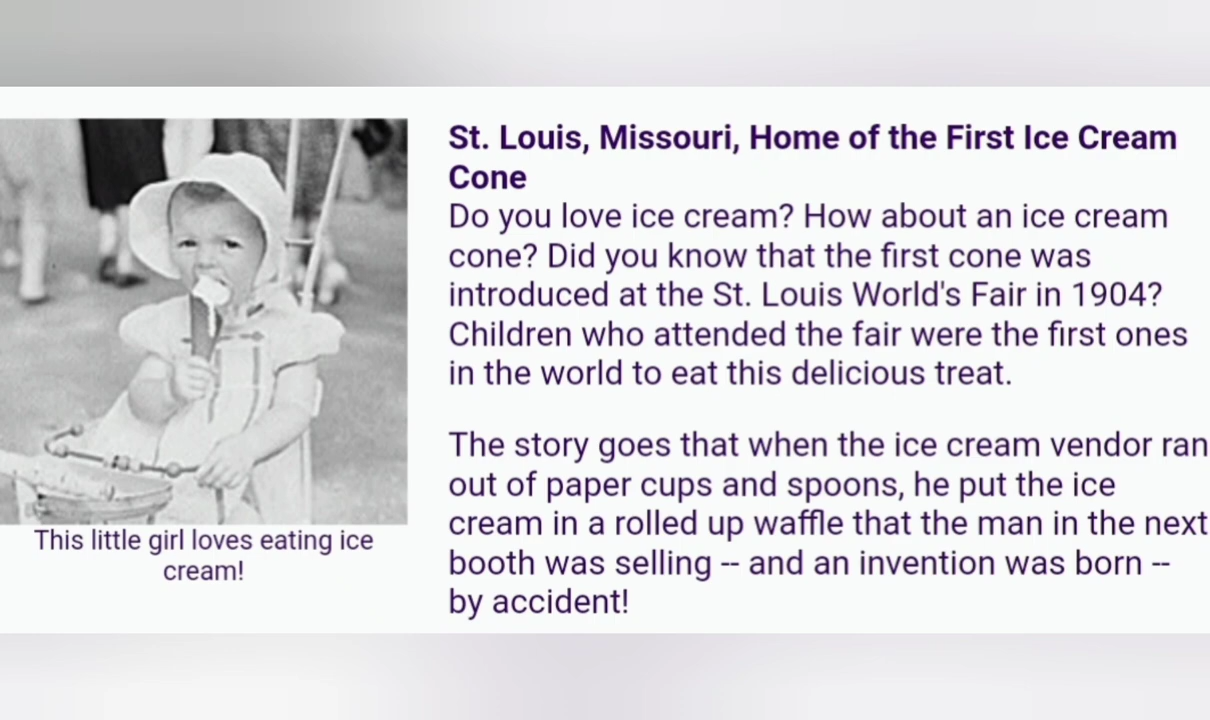 St. Louis, Missouri, Home of the First Ice Cream
Cone
Do you love ice cream? How about an ice cream
cone? Did you know that the first cone was
introduced at the St. Louis World's Fair in 1904?
Children who attended the fair were the first ones
in the world to eat this delicious treat.
The story goes that when the ice cream vendor ran
out of paper cups and spoons, he put the ice
cream in a rolled up waffle that the man in the next
booth was selling -- and an invention was born --
by accident!
This little girl loves eating ice
cream!